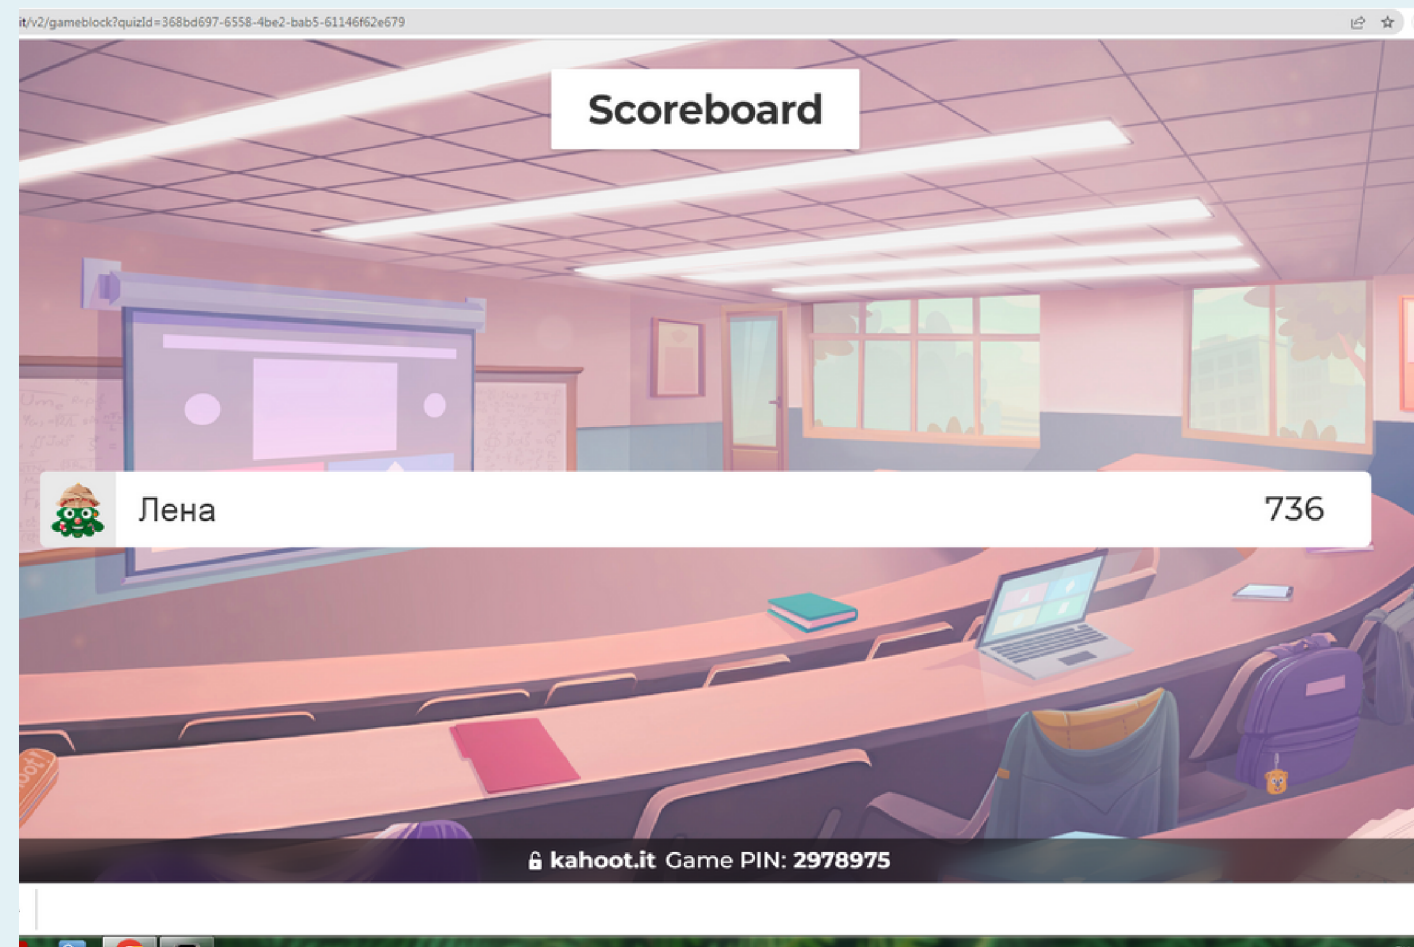 it/v2/gameblock?quizId=368bd697-6558-4be2-bab5-61146f62e679
Scoreboard
Лена 736
kahoot.it Game PIN: 2978975